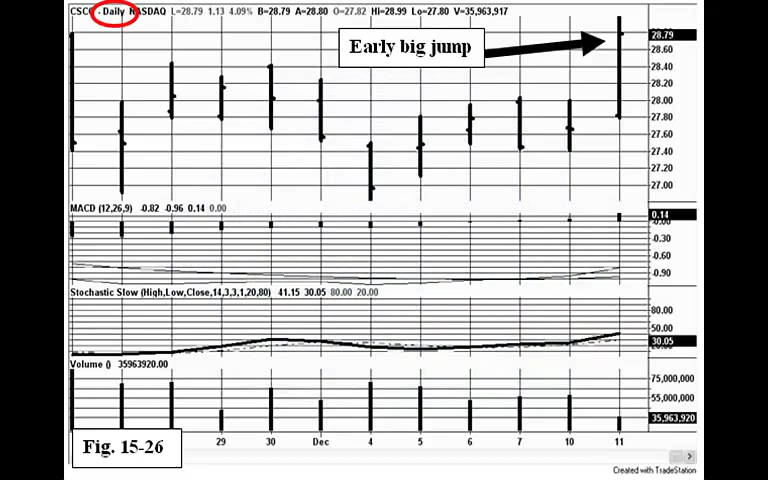 CSCO - Daily NASDAQ L=28.79 1.13 4.09% B=28.79 A=28.80 O=27.82 Hi=28.99 Lo=27.80 V=35,963,917
Early big jump
28.79
28.60
28.40
28.20
28.00
27.80
27.60
27.40
27.20
27.00
MACD (12,26,9) -0.82 -0.96 0.14 0.00
0.14
-0.30
-0.60
-0.90
Stochastic Slow (High,Low,Close,14,3,3,1,20,80) 41.15 30.05 80.00 20.00
80.00
50.00
30.05
Volume () 35963920.00
75,000,000
55,000,000
35,963,920
Fig. 15-26
29 30 Dec 4 5 6 7 10 11
Created with TradeStation